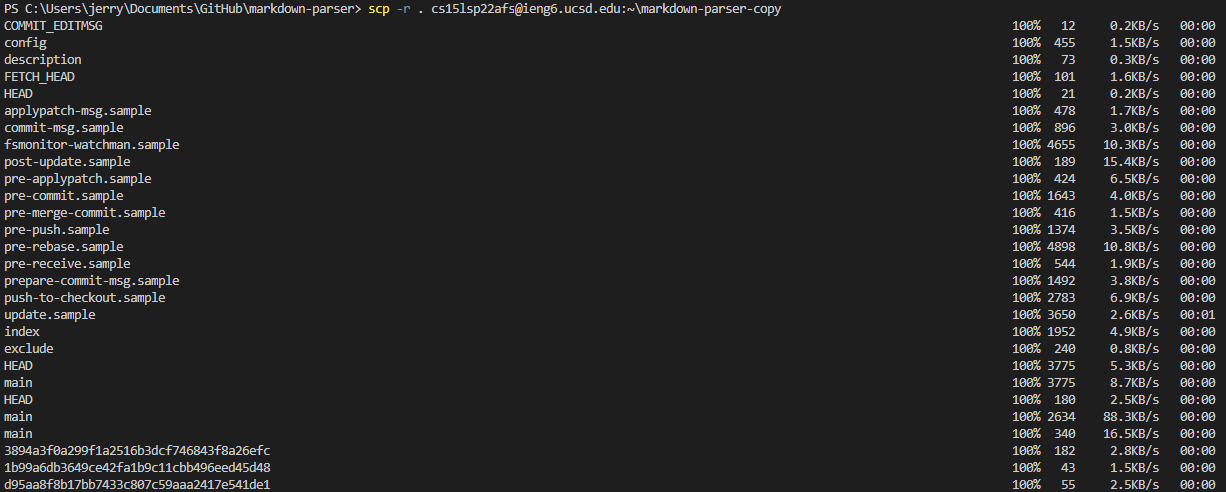 PS C:\Users\jerry\Documents\GitHub\markdown-parser> scp -r . cs15lsp22afs@ieng6.ucsd.edu:~\markdown-parser-copy
COMMIT_EDITMSG 100% 12 0.2KB/s 00:00
config 100% 455 1.5KB/s 00:00
description 100% 73 0.3KB/s 00:00
FETCH_HEAD 100% 101 1.6KB/s 00:00
HEAD 100% 21 0.2KB/s 00:00
applypatch-msg.sample 100% 478 1.7KB/s 00:00
commit-msg.sample 100% 896 3.0KB/s 00:00
fsmonitor-watchman.sample 100% 4655 10.3KB/s 00:00
post-update.sample 100% 189 15.4KB/s 00:00
pre-applypatch.sample 100% 424 6.5KB/s 00:00
pre-commit.sample 100% 1643 4.0KB/s 00:00
pre-merge-commit.sample 100% 416 1.5KB/s 00:00
pre-push.sample 100% 1374 3.5KB/s 00:00
pre-rebase.sample 100% 4898 10.8KB/s 00:00
pre-receive.sample 100% 544 1.9KB/s 00:00
prepare-commit-msg.sample 100% 1492 3.8KB/s 00:00
push-to-checkout.sample 100% 2783 6.9KB/s 00:00
update.sample 100% 3650 2.6KB/s 00:01
index 100% 1952 4.9KB/s 00:00
exclude 100% 240 0.8KB/s 00:00
HEAD 100% 3775 5.3KB/s 00:00
main 100% 3775 8.7KB/s 00:00
HEAD 100% 180 2.5KB/s 00:00
main 100% 2634 88.3KB/s 00:00
main 100% 340 16.5KB/s 00:00
3894a3f0a299f1a2516b3dcf746843f8a26efc 100% 182 2.8KB/s 00:00
1b99a6db3649ce42fa1b9c11cbb496eed45d48 100% 43 1.5KB/s 00:00
d95aa8f8b17bb7433c807c59aaa2417e541de1 100% 55 2.5KB/s 00:00